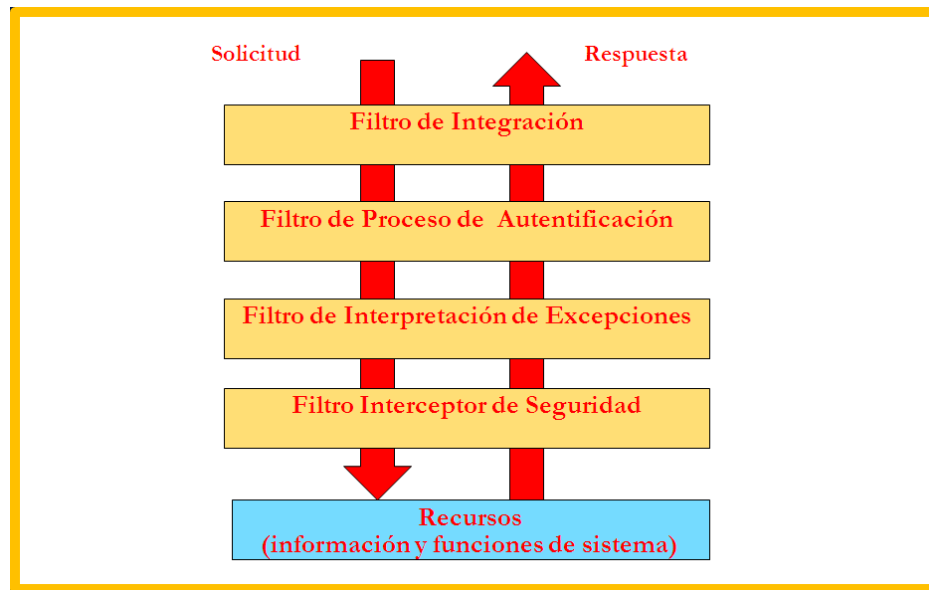 Solicitud
Respuesta
Filtro de Integración
Filtro de Proceso de Autentificación
Filtro de Interpretación de Excepciones
Filtro Interceptor de Seguridad
Recursos
(información y funciones de sistema)